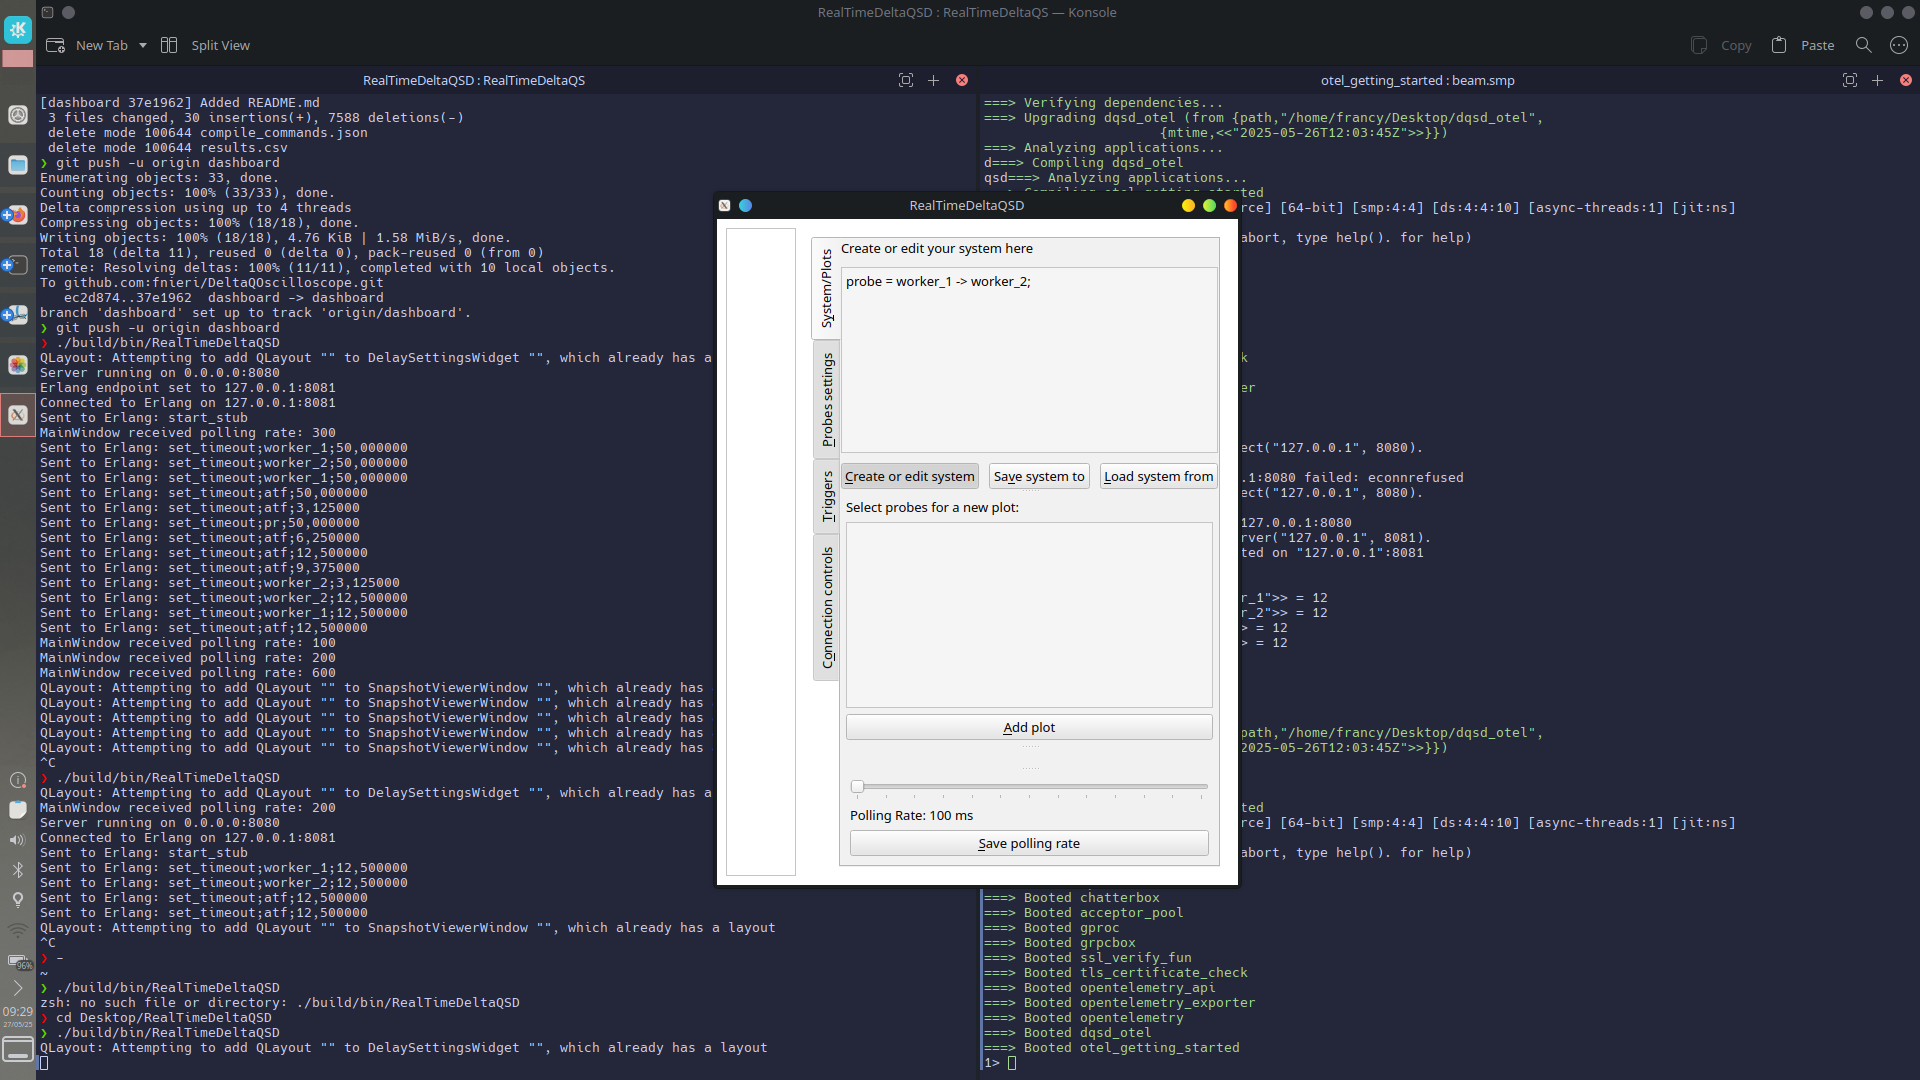 RealTimeDeltaQSD : RealTimeDeltaQS — Konsole
New Tab
Split View
Copy
Paste
RealTimeDeltaQSD : RealTimeDeltaQS
[dashboard 37e1962] Added README.md
3 files changed, 30 insertions(+), 7588 deletions(-)
delete mode 100644 compile_commands.json
delete mode 100644 results.csv
❯ git push -u origin dashboard
Enumerating objects: 33, done.
Counting objects: 100% (33/33), done.
Delta compression using up to 4 threads
Compressing objects: 100% (18/18), done.
Writing objects: 100% (18/18), 4.76 KiB | 1.58 MiB/s, done.
Total 18 (delta 11), reused 0 (delta 0), pack-reused 0 (from 0)
remote: Resolving deltas: 100% (11/11), completed with 10 local objects.
To github.com:fnieri/DeltaQOscilloscope.git
ec2d874..37e1962  dashboard -> dashboard
branch 'dashboard' set up to track 'origin/dashboard'.
❯ git push -u origin dashboard
❯ ./build/bin/RealTimeDeltaQSD
QLayout: Attempting to add QLayout "" to DelaySettingsWidget "", which already has a
Server running on 0.0.0.0:8080
Erlang endpoint set to 127.0.0.1:8081
Connected to Erlang on 127.0.0.1:8081
Sent to Erlang: start_stub
MainWindow received polling rate: 300
Sent to Erlang: set_timeout;worker_1;50,000000
Sent to Erlang: set_timeout;worker_2;50,000000
Sent to Erlang: set_timeout;worker_1;50,000000
Sent to Erlang: set_timeout;atf;50,000000
Sent to Erlang: set_timeout;atf;3,125000
Sent to Erlang: set_timeout;pr;50,000000
Sent to Erlang: set_timeout;atf;6,250000
Sent to Erlang: set_timeout;atf;12,500000
Sent to Erlang: set_timeout;atf;9,375000
Sent to Erlang: set_timeout;worker_2;3,125000
Sent to Erlang: set_timeout;worker_2;12,500000
Sent to Erlang: set_timeout;worker_1;12,500000
Sent to Erlang: set_timeout;atf;12,500000
MainWindow received polling rate: 100
MainWindow received polling rate: 200
MainWindow received polling rate: 600
QLayout: Attempting to add QLayout "" to SnapshotViewerWindow "", which already has
QLayout: Attempting to add QLayout "" to SnapshotViewerWindow "", which already has
QLayout: Attempting to add QLayout "" to SnapshotViewerWindow "", which already has
QLayout: Attempting to add QLayout "" to SnapshotViewerWindow "", which already has
QLayout: Attempting to add QLayout "" to SnapshotViewerWindow "", which already has
^C
❯ ./build/bin/RealTimeDeltaQSD
QLayout: Attempting to add QLayout "" to DelaySettingsWidget "", which already has a
MainWindow received polling rate: 200
Server running on 0.0.0.0:8080
Connected to Erlang on 127.0.0.1:8081
Sent to Erlang: start_stub
Sent to Erlang: set_timeout;worker_1;12,500000
Sent to Erlang: set_timeout;worker_2;12,500000
Sent to Erlang: set_timeout;atf;12,500000
Sent to Erlang: set_timeout;atf;12,500000
QLayout: Attempting to add QLayout "" to SnapshotViewerWindow "", which already has a layout
^C
❯ -
~
❯ ./build/bin/RealTimeDeltaQSD
zsh: no such file or directory: ./build/bin/RealTimeDeltaQSD
❯ cd Desktop/RealTimeDeltaQSD
❯ ./build/bin/RealTimeDeltaQSD
QLayout: Attempting to add QLayout "" to DelaySettingsWidget "", which already has a layout
RealTimeDeltaQSD
System/Plots
Probes settings
Triggers
Connection controls
Create or edit your system here
probe = worker_1 -> worker_2;
Create or edit system
Save system to
Load system from
Select probes for a new plot:
Add plot
Polling Rate: 100 ms
Save polling rate
otel_getting_started : beam.smp
===> Verifying dependencies...
===> Upgrading dqsd_otel (from {path,"/home/francy/Desktop/dqsd_otel",
{mtime,<<"2025-05-26T12:03:45Z">>}})
===> Analyzing applications...
d===> Compiling dqsd_otel
qsd===> Analyzing applications...
rce] [64-bit] [smp:4:4] [ds:4:4:10] [async-threads:1] [jit:ns]
abort, type help(). for help)
k
er
ect("127.0.0.1", 8080).
.1:8080 failed: econnrefused
ect("127.0.0.1", 8080).
127.0.0.1:8080
rver("127.0.0.1", 8081).
ted on "127.0.0.1":8081
r_1">> = 12
r_2">> = 12
> = 12
> = 12
path,"/home/francy/Desktop/dqsd_otel",
2025-05-26T12:03:45Z">>}})
ted
rce] [64-bit] [smp:4:4] [ds:4:4:10] [async-threads:1] [jit:ns]
abort, type help(). for help)
===> Booted chatterbox
===> Booted acceptor_pool
===> Booted gproc
===> Booted grpcbox
===> Booted ssl_verify_fun
===> Booted tls_certificate_check
===> Booted opentelemetry_api
===> Booted opentelemetry_exporter
===> Booted opentelemetry
===> Booted dqsd_otel
===> Booted otel_getting_started
1>
96%
09:29
27/05/25